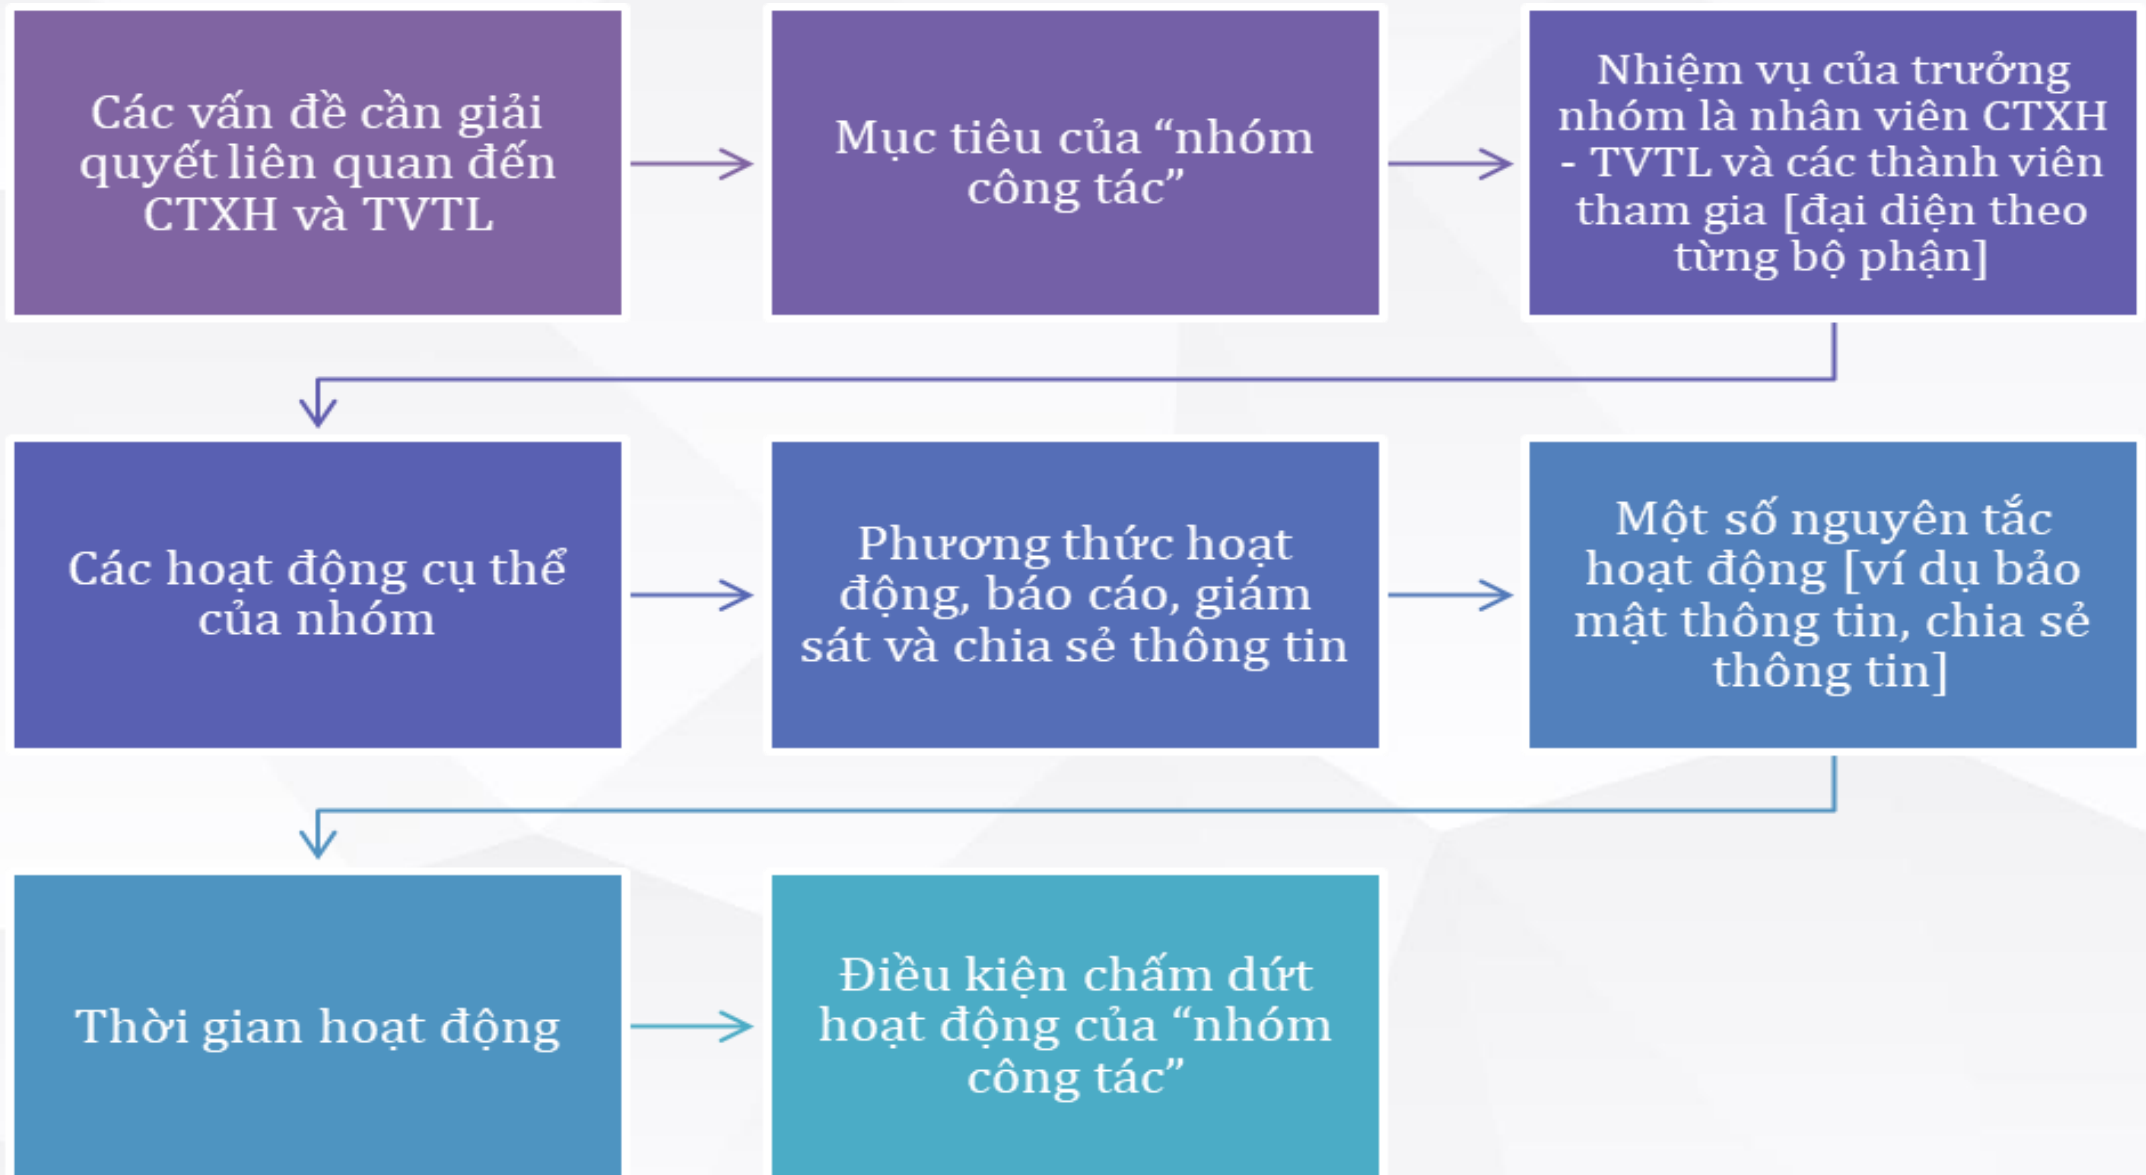 Các vấn đề cần giải
quyết liên quan đến
CTXH và TVTL
Mục tiêu của “nhóm
công tác”
Nhiệm vụ của trưởng
nhóm là nhân viên CTXH
- TVTL và các thành viên
tham gia [đại diện theo
từng bộ phận]
Các hoạt động cụ thể
của nhóm
Phương thức hoạt
động, báo cáo, giám
sát và chia sẻ thông tin
Một số nguyên tắc
hoạt động [ví dụ bảo
mật thông tin, chia sẻ
thông tin]
Thời gian hoạt động
Điều kiện chấm dứt
hoạt động của “nhóm
công tác”